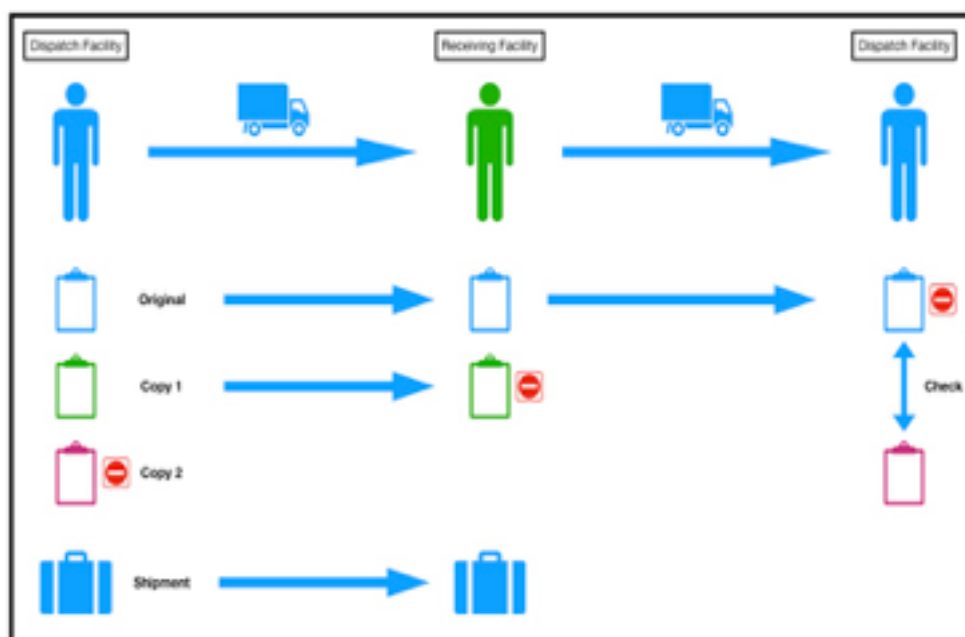 Dispatch Facility
Receiving Facility
Dispatch Facility
Original
Copy 1
Check
Copy 2
Shipment